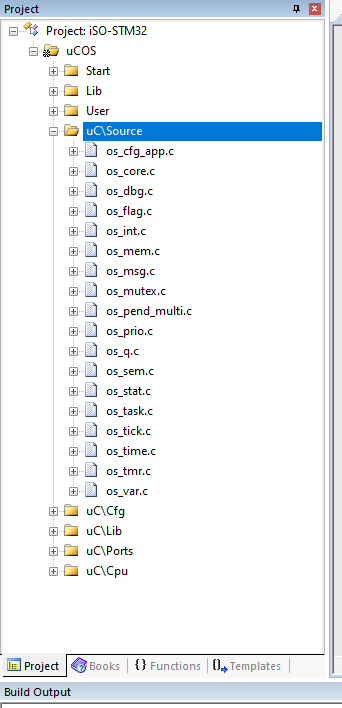 Project
Project: iSO-STM32
uCOS
Start
Lib
User
uC\Source
os_cfg_app.c
os_core.c
os_dbg.c
os_flag.c
os_int.c
os_mem.c
os_msg.c
os_mutex.c
os_pend_multi.c
os_prio.c
os_q.c
os_sem.c
os_stat.c
os_task.c
os_tick.c
os_time.c
os_tmr.c
os_var.c
uC\Cfg
uC\Lib
uC\Ports
uC\Cpu
Project Books {} Functions 0 Templates
Build Output